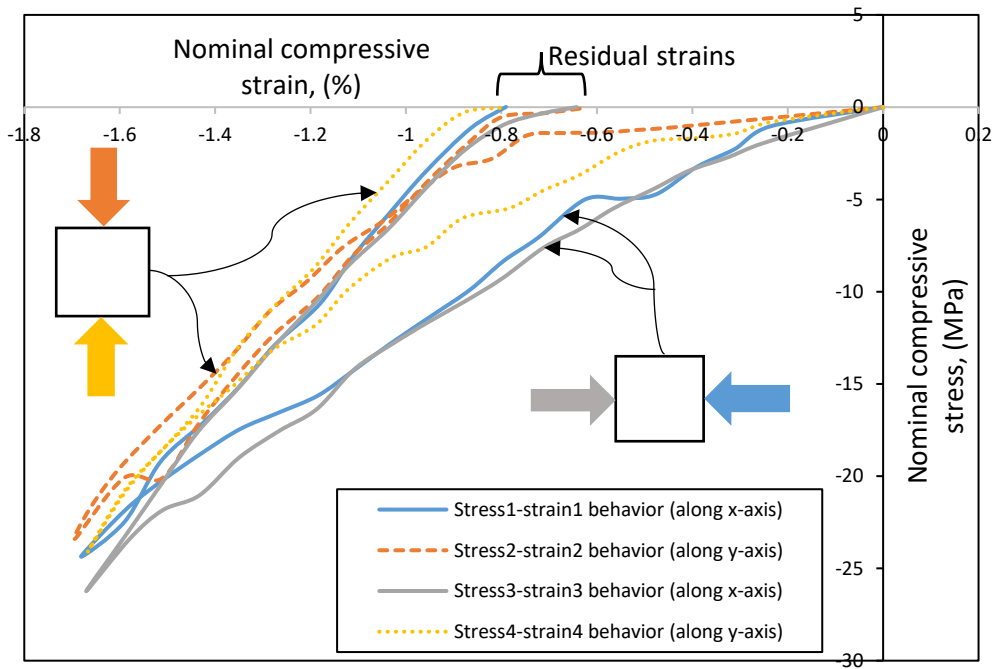 5
Nominal compressive
strain, (%)
Residual strains
0
-1.8
-1.6
-1.4
-1.2
-1
-0.8
-0.6
-0.4
-0.2
0
02
-5
-10
-15
-20
-25
-30
Nominal compressive
stress, (MPa)
Stress1-strain1 behavior (along x-axis)
Stress2-strain2 behavior (along y-axis)
Stress3-strain3 behavior (along x-axis)
Stress4-strain4 behavior (along y-axis)